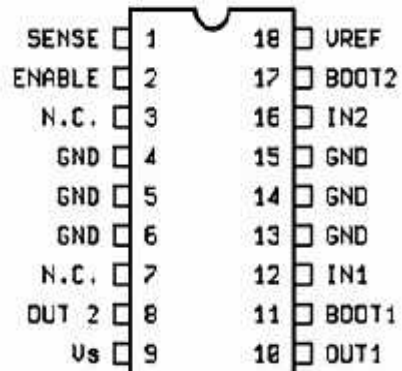 SENSE 1 18 VREF
ENABLE 2 17 BOOT2
N.C. 3 16 IN2
GND 4 15 GND
GND 5 14 GND
GND 6 13 GND
N.C. 7 12 IN1
OUT 2 8 11 BOOT1
Vs 9 10 OUT1